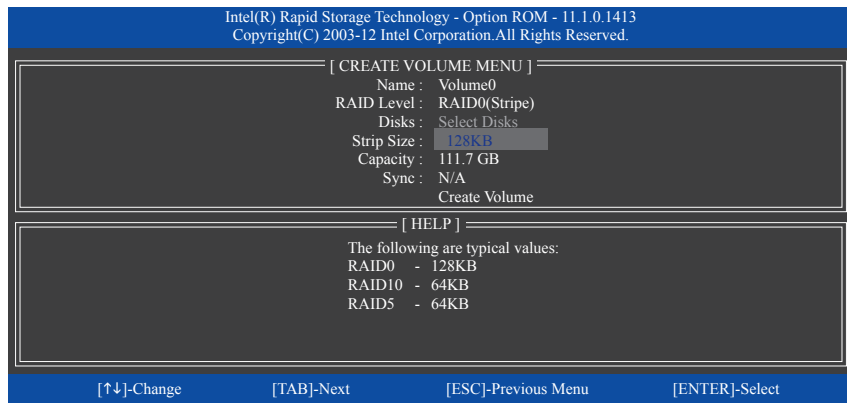 Intel(R) Rapid Storage Technology - Option ROM - 11.1.0.1413
Copyright(C) 2003-12 Intel Corporation.All Rights Reserved.
[ CREATE VOLUME MENU ]
Name : Volume0
RAID Level : RAID0(Stripe)
Disks : Select Disks
Strip Size : 128KB
Capacity : 111.7 GB
Sync : N/A
Create Volume
[ HELP ]
The following are typical values:
RAID0 - 128KB
RAID10 - 64KB
RAID5 - 64KB
[↑↓]-Change [TAB]-Next [ESC]-Previous Menu [ENTER]-Select